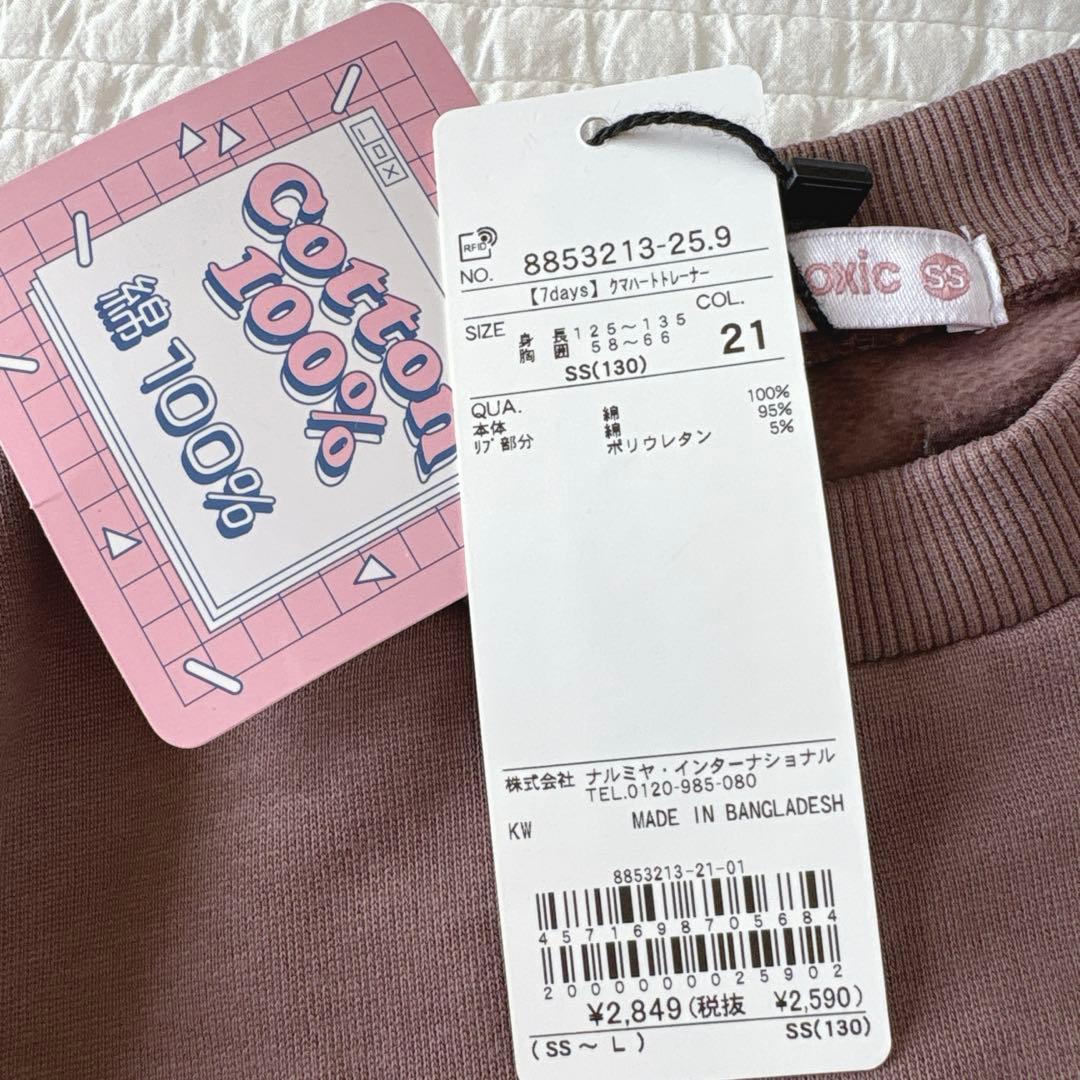 Cotton
100%
綿 100%
RFID
NO. 8853213-25.9
【7days】クマハートトレーナー
SIZE 身長 125～135 COL.
胸囲 58～66 21
SS(130)
QUA. 100%
本体 綿 95%
ﾘﾌﾞ部分 綿 5%
ポリウレタン
株式会社 ナルミヤ・インターナショナル
TEL.0120-985-080
KW MADE IN BANGLADESH
8853213-21-01
4571698705684
2000000025902
¥2,849(税抜 ¥2,590)
(SS～L) SS(130)
oxic SS